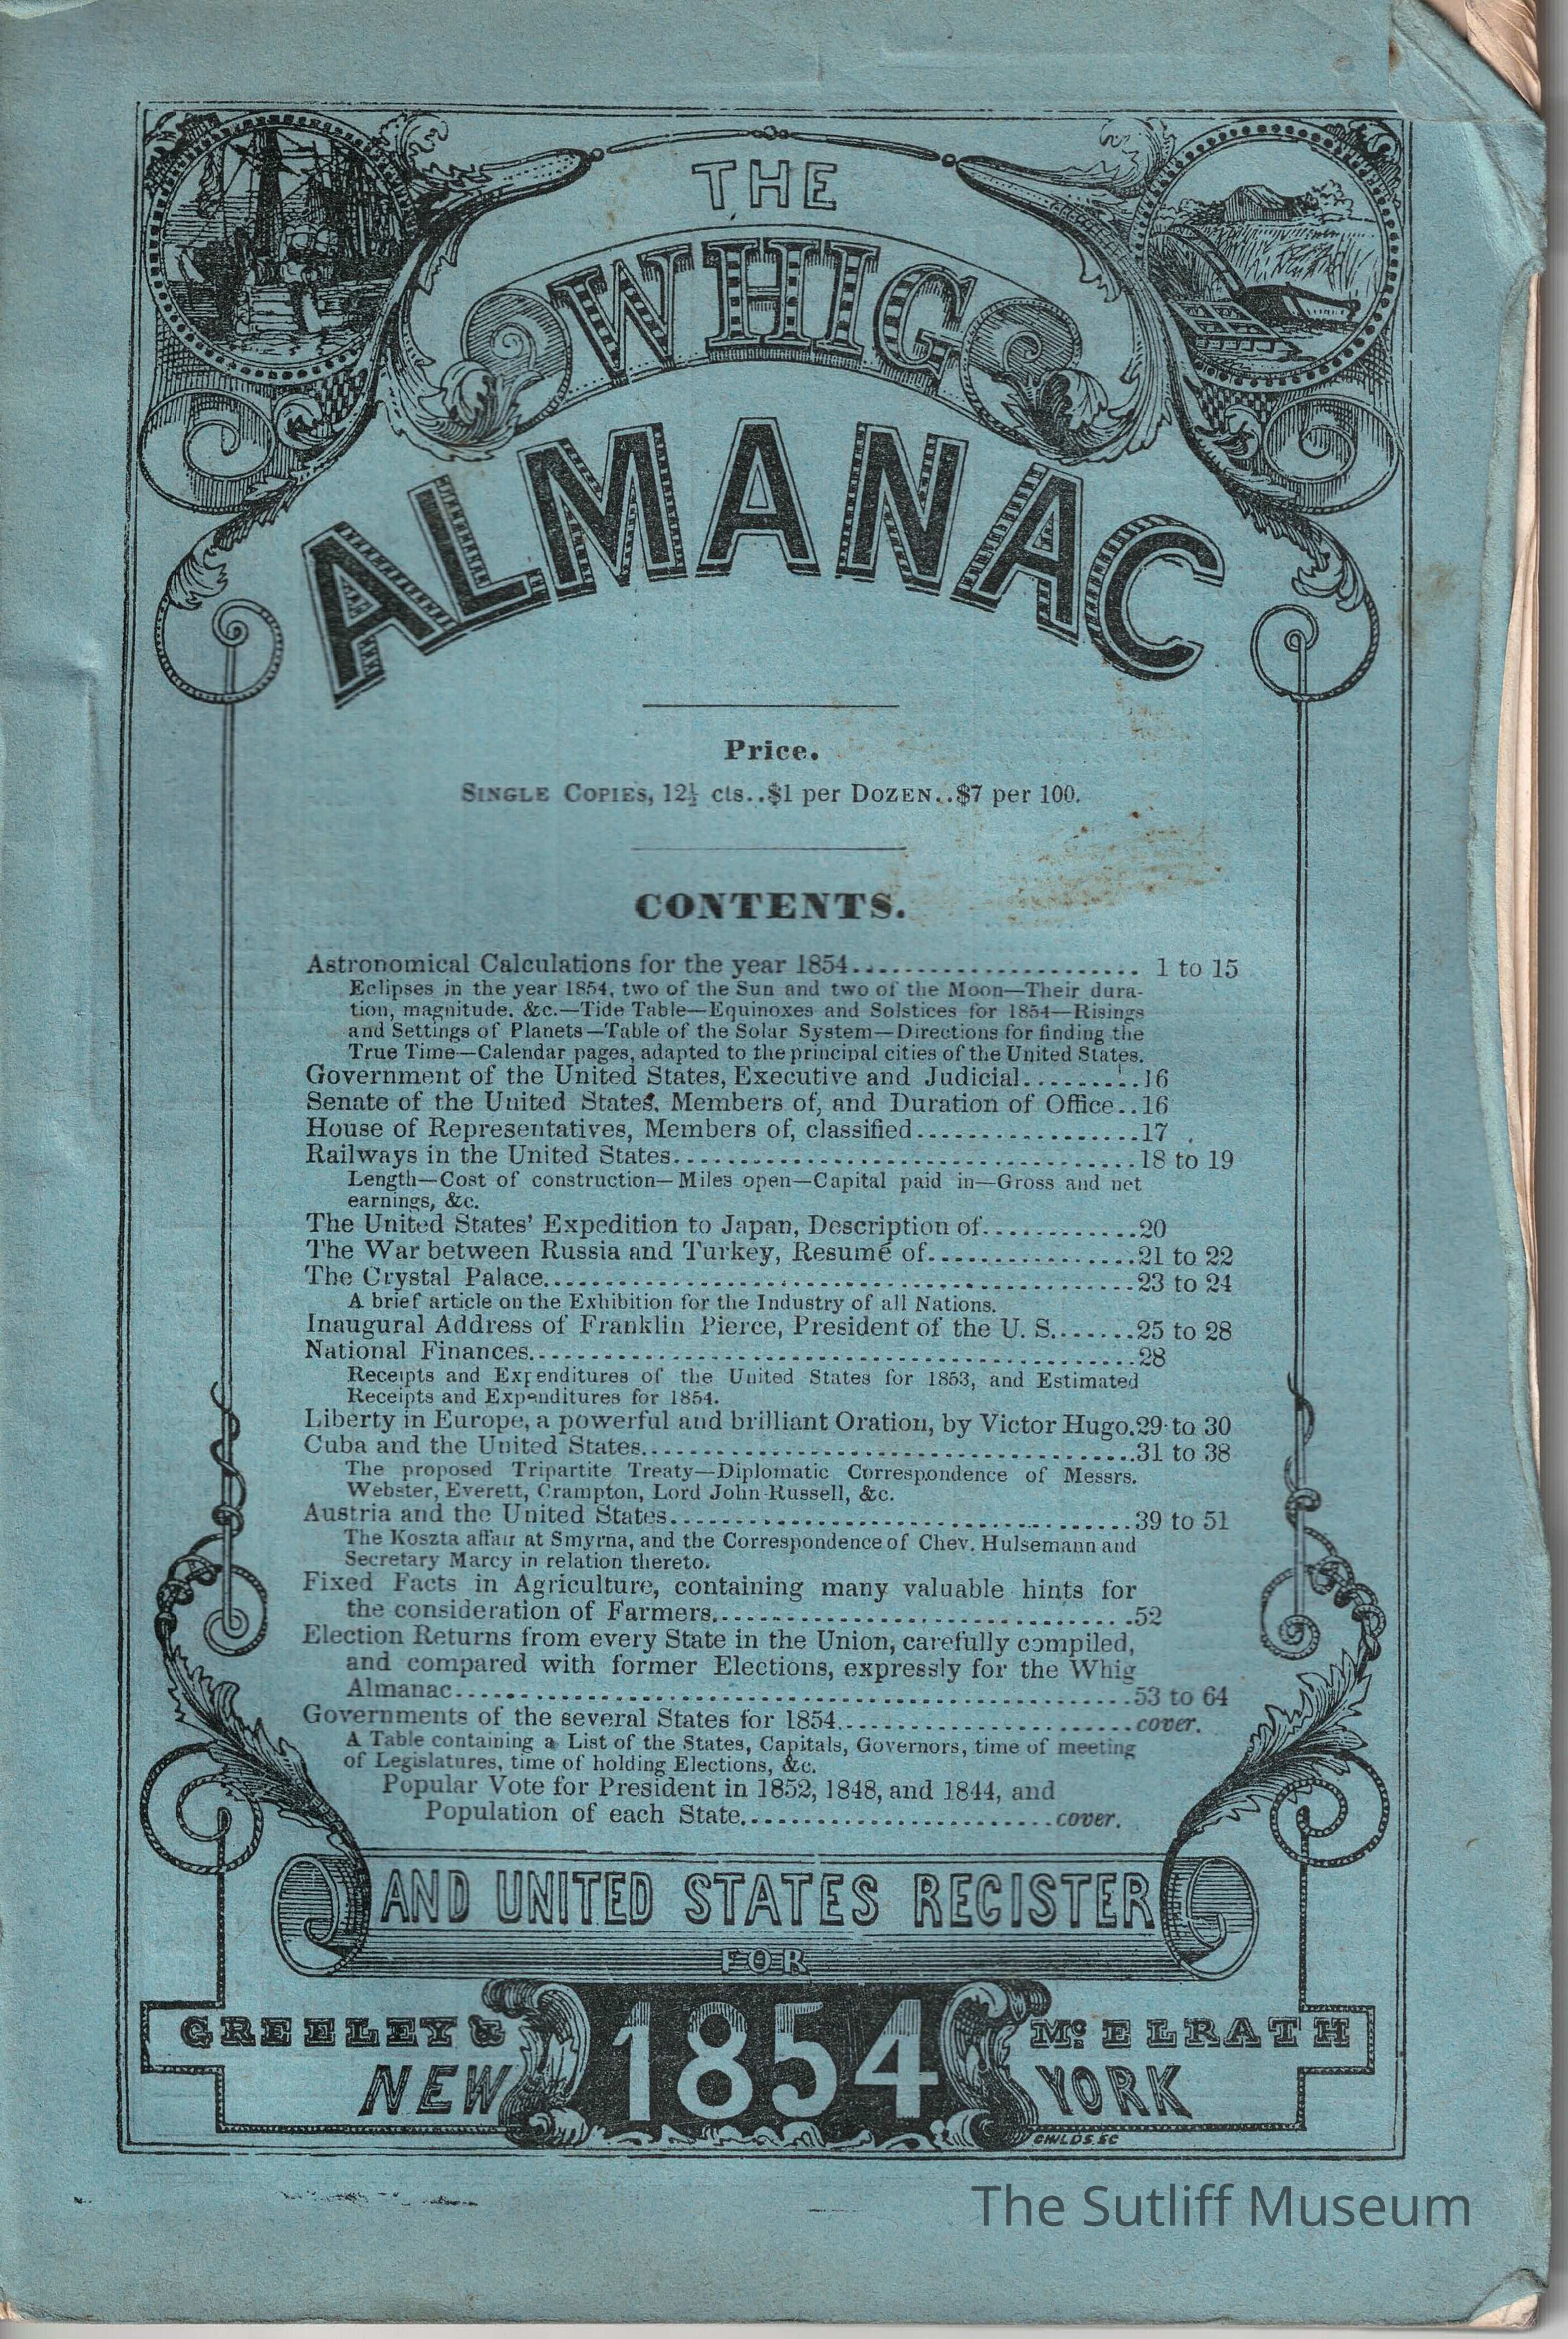 THE
WHIG
ALMANAC
Price.
SINGLE COPIES, 12½ cts..$1 per DOZEN..$7 per 100.
CONTENTS.
Astronomical Calculations for the year 1854........................ 1 to 15
Eclipses in the year 1854, two of the Sun and two of the Moon—Their dura-
tion, magnitude, &c.—Tide Table—Equinoxes and Solstices for 1854—Risings
and Settings of Planets—Table of the Solar System—Directions for finding the
True Time—Calendar pages, adapted to the principal cities of the United States.
Government of the United States, Executive and Judicial..........16
Senate of the United States, Members of, and Duration of Office..16
House of Representatives, Members of, classified..................17
Railways in the United States.....................................18 to 19
Length—Cost of construction—Miles open—Capital paid in—Gross and net
earnings, &c.
The United States' Expedition to Japan, Description of............20
The War between Russia and Turkey, Resumé of.................21 to 22
The Crystal Palace................................................23 to 24
A brief article on the Exhibition for the Industry of all Nations.
Inaugural Address of Franklin Pierce, President of the U. S.......25 to 28
National Finances.................................................28
Receipts and Expenditures of the United States for 1853, and Estimated
Receipts and Expenditures for 1854.
Liberty in Europe, a powerful and brilliant Oration, by Victor Hugo.29 to 30
Cuba and the United States........................................31 to 38
The proposed Tripartite Treaty—Diplomatic Correspondence of Messrs.
Webster, Everett, Crampton, Lord John Russell, &c.
Austria and the United States.....................................39 to 51
The Koszta affair at Smyrna, and the Correspondence of Chev. Hulsemann and
Secretary Marcy in relation thereto.
Fixed Facts in Agriculture, containing many valuable hints for
the consideration of Farmers..................................52
Election Returns from every State in the Union, carefully compiled,
and compared with former Elections, expressly for the Whig
Almanac.......................................................53 to 64
Governments of the several States for 1854........................cover.
A Table containing a List of the States, Capitals, Governors, time of meeting
of Legislatures, time of holding Elections, &c.
Popular Vote for President in 1852, 1848, and 1844, and
Population of each State.........................cover.
AND UNITED STATES REGISTER
FOR
1854
GREELEY & McELRATH
NEW YORK
CHILDS. SC
The Sutliff Museum